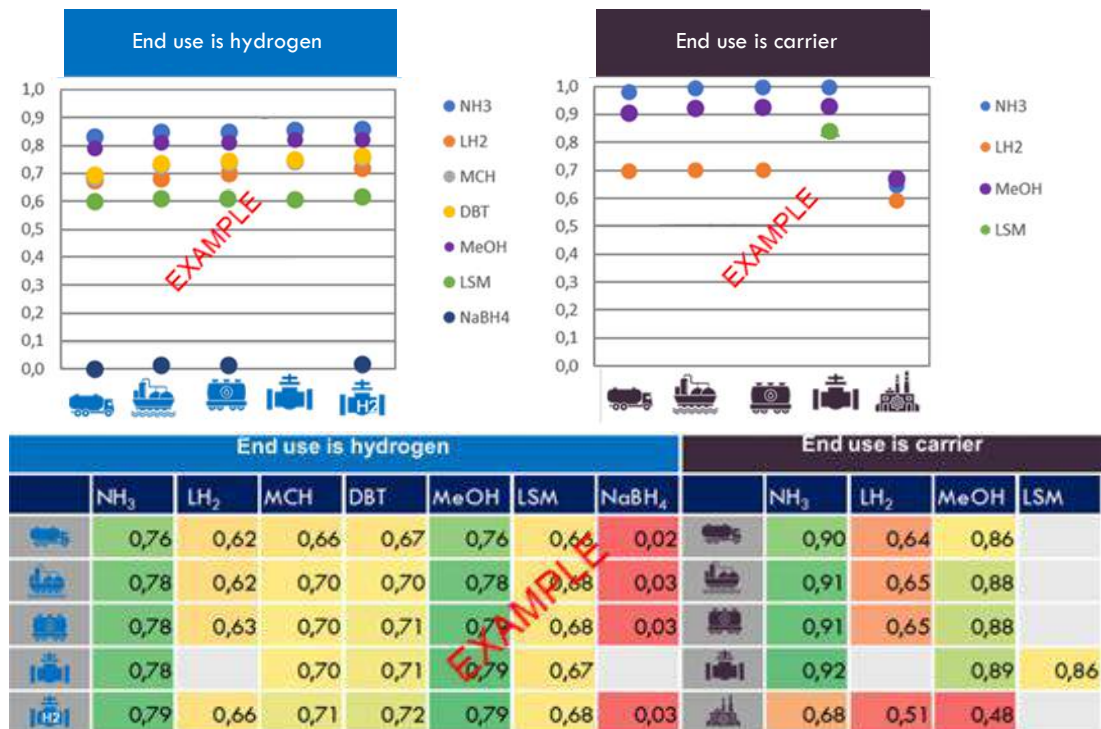 End use is hydrogen
End use is carrier
1,0
0,9
0,8
0,7
0,6
0,5
0,4
0,3
0,2
0,1
0,0
NH3
LH2
MCH
DBT
MeOH
LSM
NaBH4
EXAMPLE
H2
1,0
0,9
0,8
0,7
0,6
0,5
0,4
0,3
0,2
0,1
0,0
NH3
LH2
MeOH
LSM
EXAMPLE
End use is hydrogen End use is carrier
NH₃ LH₂ MCH DBT MeOH LSM NaBH₄ NH₃ LH₂ MeOH LSM
0,76 0,62 0,66 0,67 0,76 0,66 0,02 0,90 0,64 0,86
0,78 0,62 0,70 0,70 0,78 0,68 0,03 0,91 0,65 0,88
0,78 0,63 0,70 0,71 0,68 0,03 0,91 0,65 0,88
0,78 0,70 0,71 0,79 0,67 0,92 0,89 0,86
H2 0,79 0,66 0,71 0,72 0,79 0,68 0,03 0,68 0,51 0,48
EXAMPLE